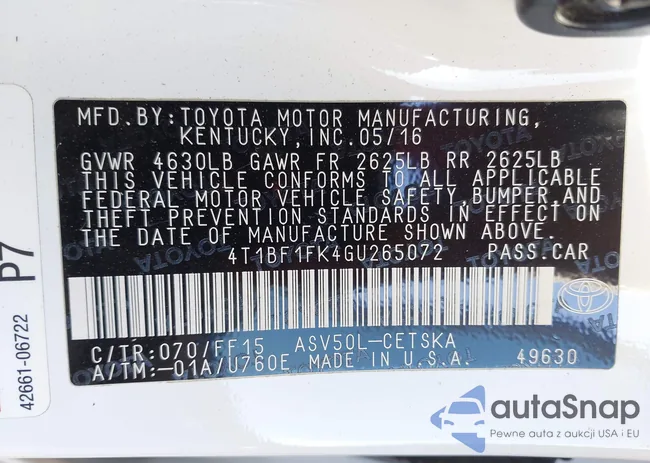 MFD.BY:TOYOTA MOTOR MANUFACTURING,
KENTUCKY,INC.05/16
GVWR 4630LB GAWR FR 2625LB RR 2625LB
THIS VEHICLE CONFORMS TO ALL APPLICABLE
FEDERAL MOTOR VEHICLE SAFETY,BUMPER,AND
THEFT PREVENTION STANDARDS IN EFFECT ON
THE DATE OF MANUFACTURE SHOWN ABOVE.
4T1BF1FK4GU265072 PASS.CAR
C/TR:070/FF15 ASV50L-CETSKA
A/TM:-01A/U760E MADE IN U.S.A. 49630
P7
42661-06722
autaSnap
Pewne auta z aukcji USA i EU